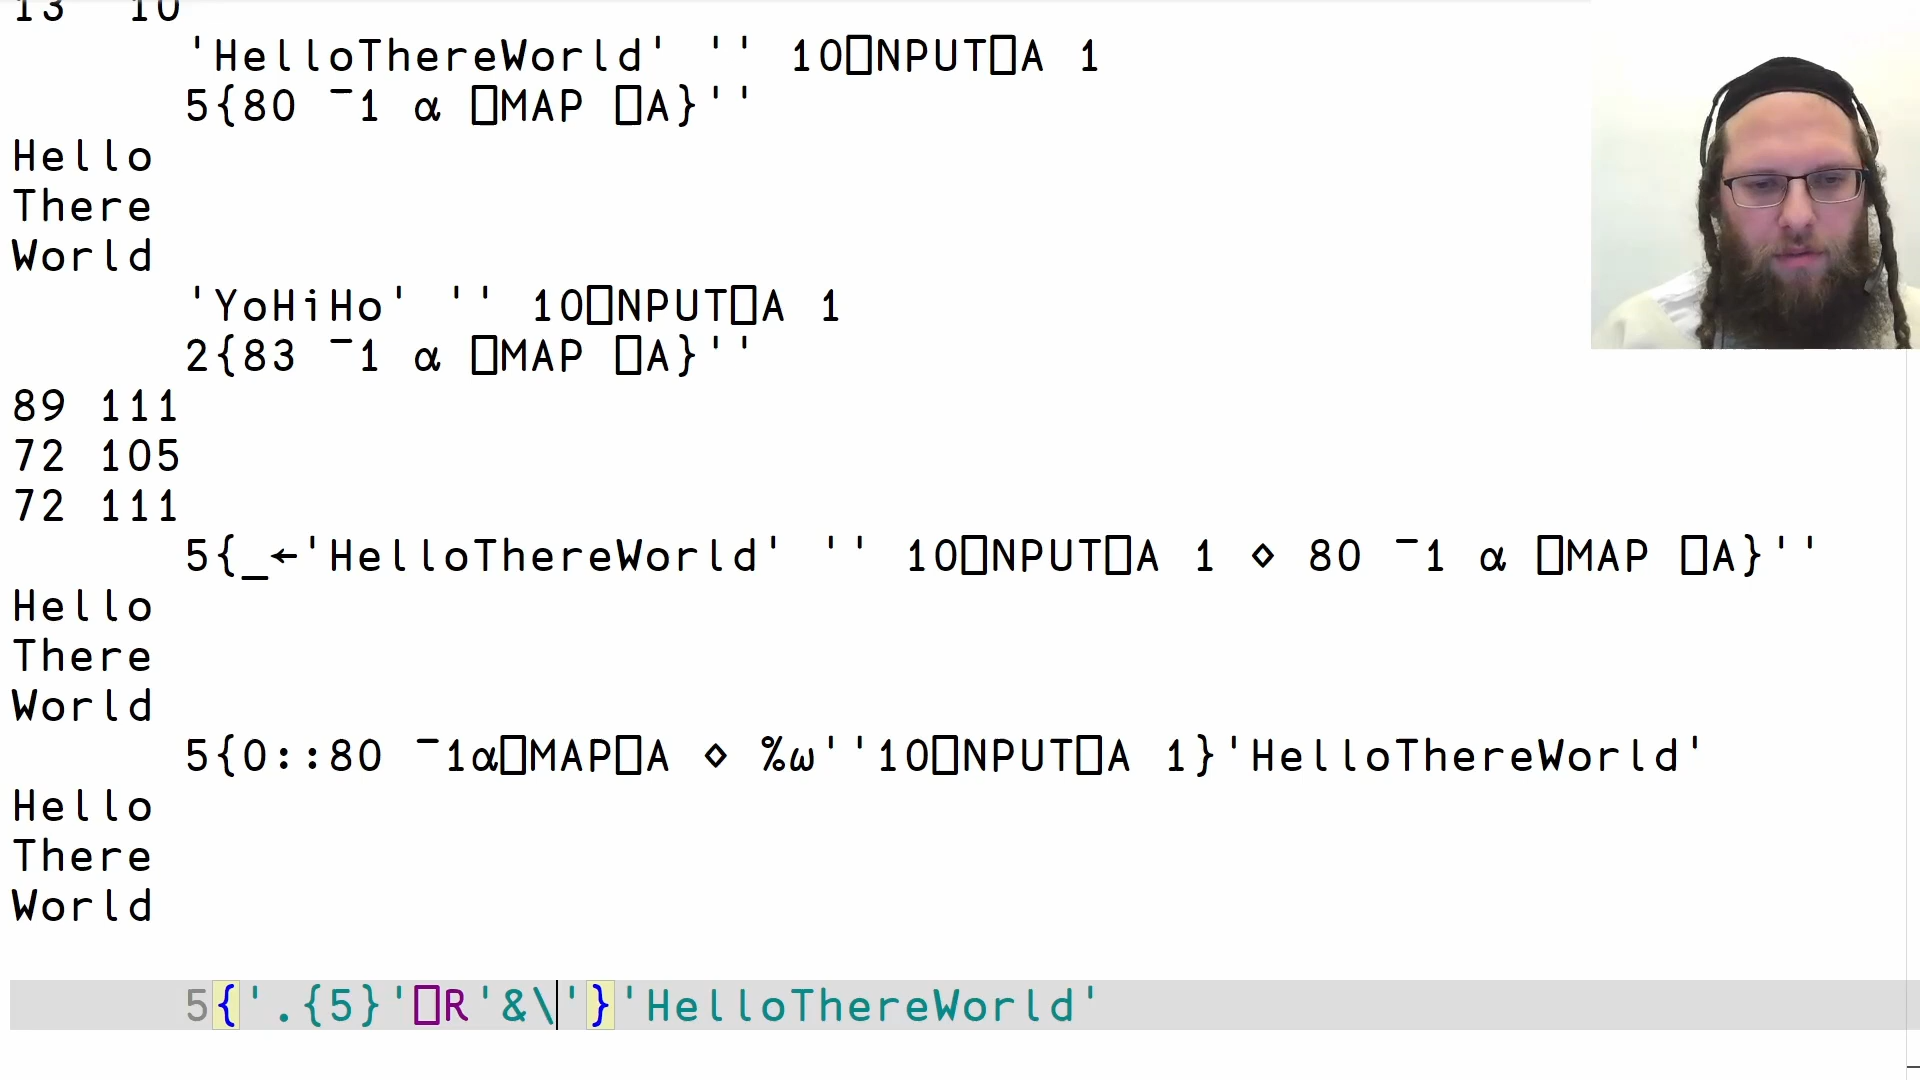 13  10
'HelloThereWorld' '' 10⎕NPUT⎕A 1
5{80 ¯1 ⍺ ⎕MAP ⎕A}''
Hello
There
World
'YoHiHo' '' 10⎕NPUT⎕A 1
2{83 ¯1 ⍺ ⎕MAP ⎕A}''
89 111
72 105
72 111
5{_←'HelloThereWorld' '' 10⎕NPUT⎕A 1 ⋄ 80 ¯1 ⍺ ⎕MAP ⎕A}''
Hello
There
World
5{0::80 ¯1⍺⎕MAP⎕A ⋄ %⍵''10⎕NPUT⎕A 1}'HelloThereWorld'
Hello
There
World
5{'.{5}'⎕R'&\'}'HelloThereWorld'